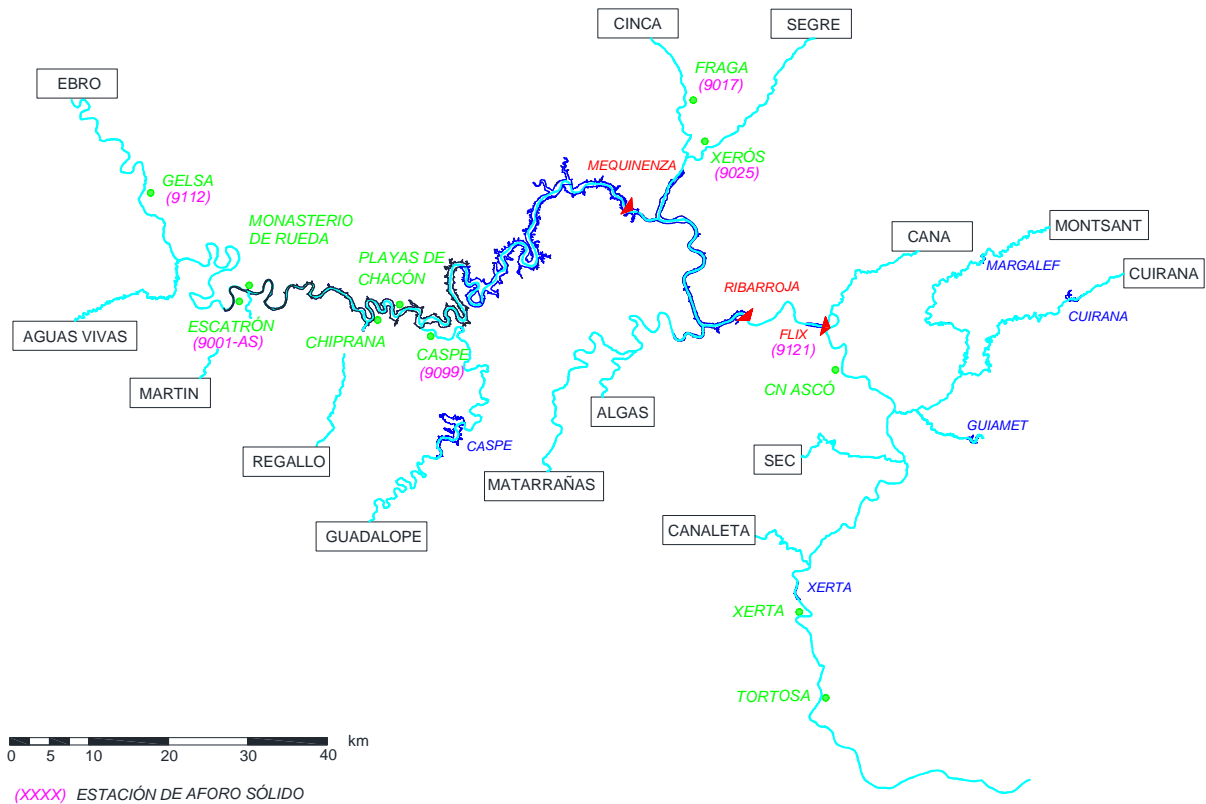 CINCA
SEGRE
EBRO
FRAGA
(9017)
XERÓS
(9025)
MEQUINENZA
GELSA
(9112)
MONASTERIO
DE RUEDA
PLAYAS DE
CHACÓN
CANA
MONTSANT
MARGALEF
CUIRANA
CUIRANA
RIBARROJA
FLIX
(9121)
AGUAS VIVAS
ESCATRÓN
(9001-AS)
CHIPRANA
CASPE
(9099)
CN ASCÓ
MARTIN
ALGAS
GUIAMET
REGALLO
CASPE
SEC
MATARRAÑAS
GUADALOPE
CANALETA
XERTA
XERTA
TORTOSA
km
0 5 10 20 30 40
(XXXX) ESTACIÓN DE AFORO SÓLIDO